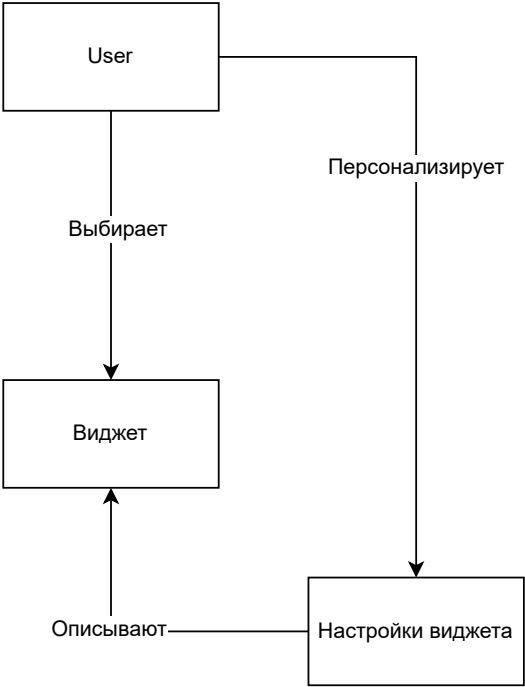 User
Персонализирует
Выбирает
Виджет
Описывают
Настройки виджета